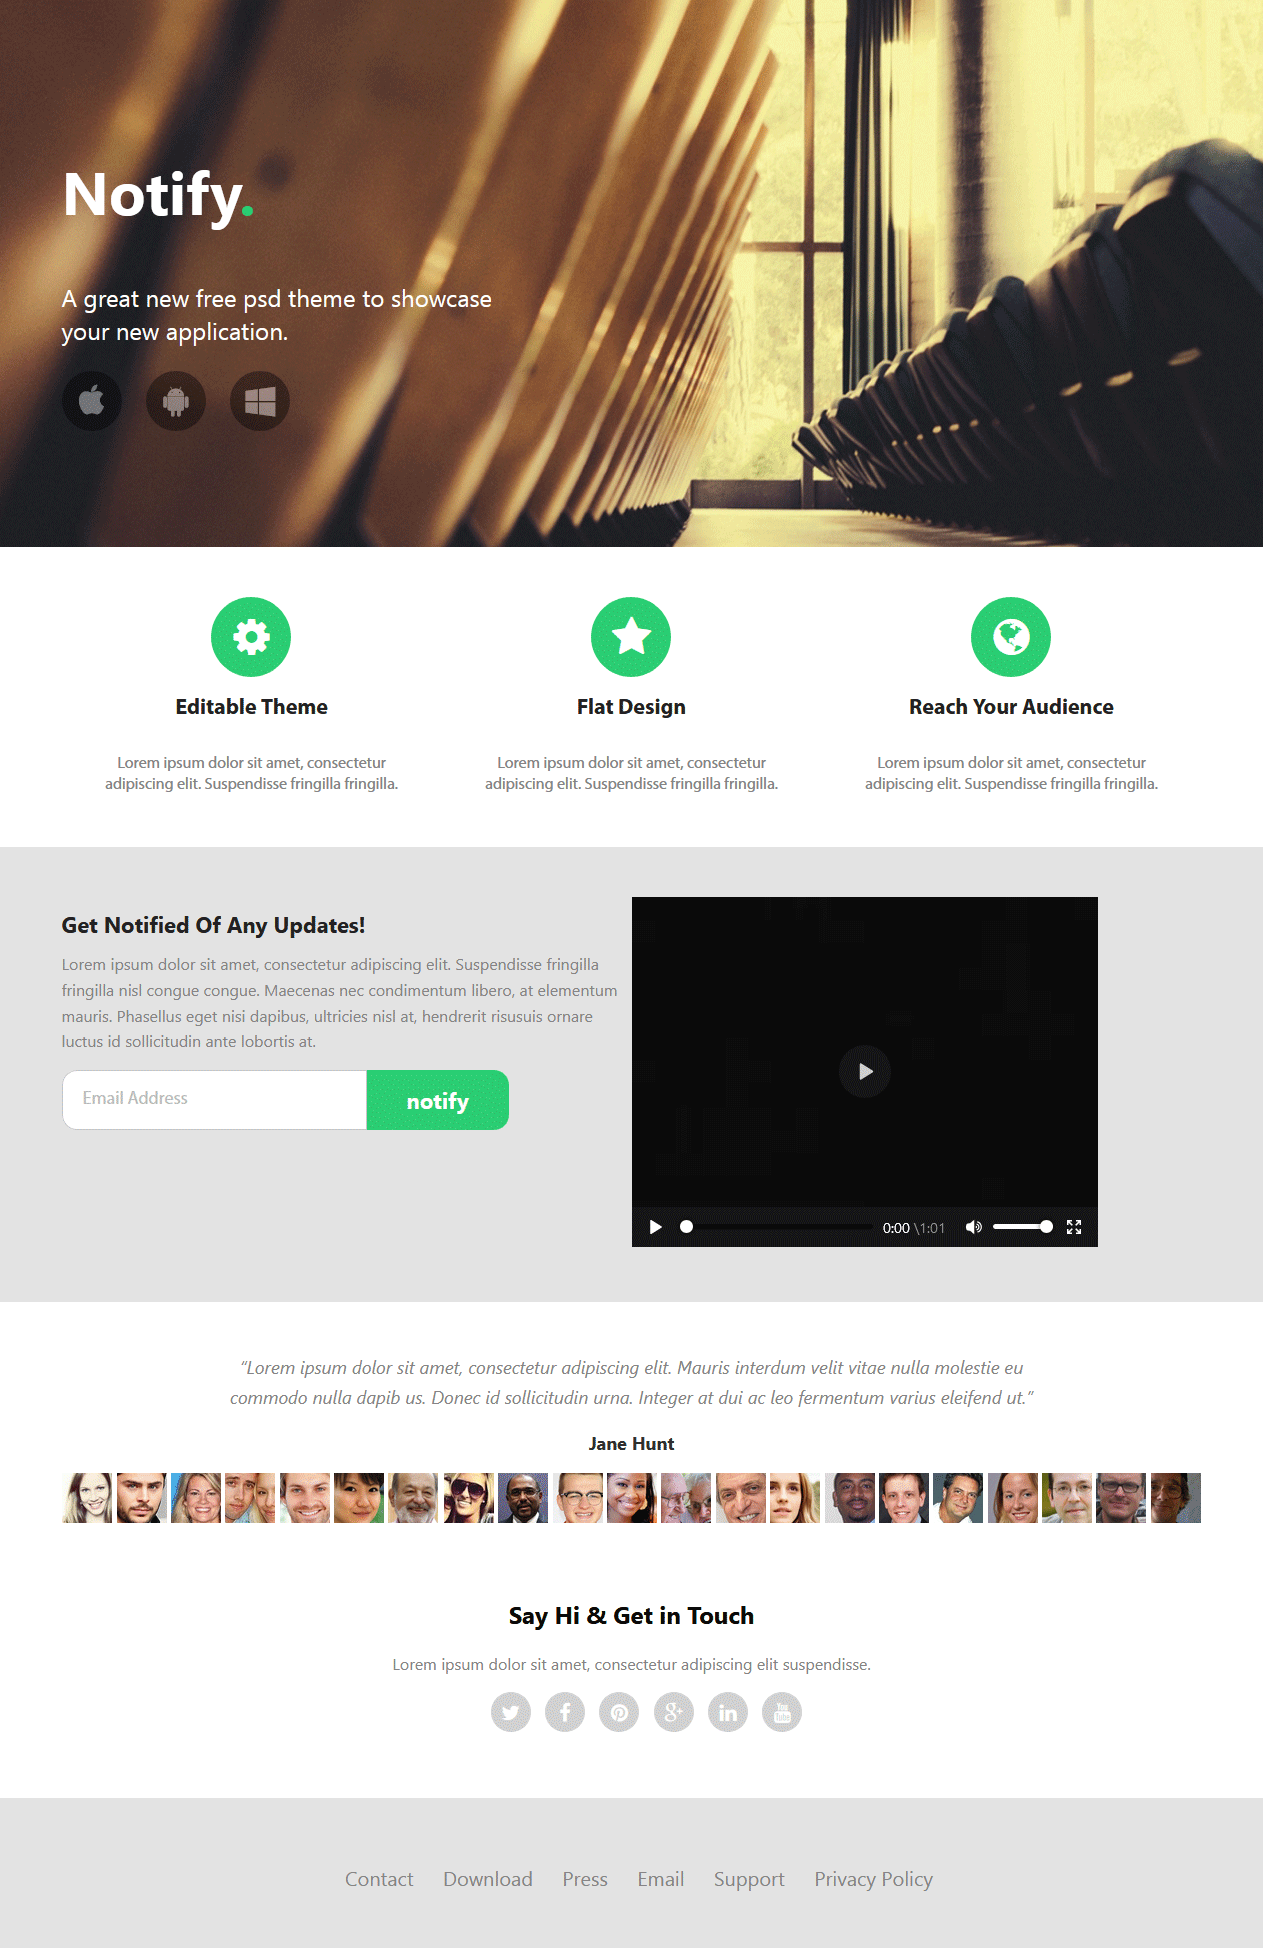 Notify.
A great new free psd theme to showcase
your new application.
Editable Theme
Flat Design
Reach Your Audience
Lorem ipsum dolor sit amet, consectetur
adipiscing elit. Suspendisse fringilla fringilla.
Lorem ipsum dolor sit amet, consectetur
adipiscing elit. Suspendisse fringilla fringilla.
Lorem ipsum dolor sit amet, consectetur
adipiscing elit. Suspendisse fringilla fringilla.
Get Notified Of Any Updates!
Lorem ipsum dolor sit amet, consectetur adipiscing elit. Suspendisse fringilla
fringilla nisl congue congue. Maecenas nec condimentum libero, at elementum
mauris. Phasellus eget nisi dapibus, ultricies nisl at, hendrerit risusuis ornare
luctus id sollicitudin ante lobortis at.
Email Address
notify
0:00 \1:01
“Lorem ipsum dolor sit amet, consectetur adipiscing elit. Mauris interdum velit vitae nulla molestie eu
commodo nulla dapib us. Donec id sollicitudin urna. Integer at dui ac leo fermentum varius eleifend ut.”
Jane Hunt
Say Hi & Get in Touch
Lorem ipsum dolor sit amet, consectetur adipiscing elit suspendisse.
You Tube
Contact
Download
Press
Email
Support
Privacy Policy